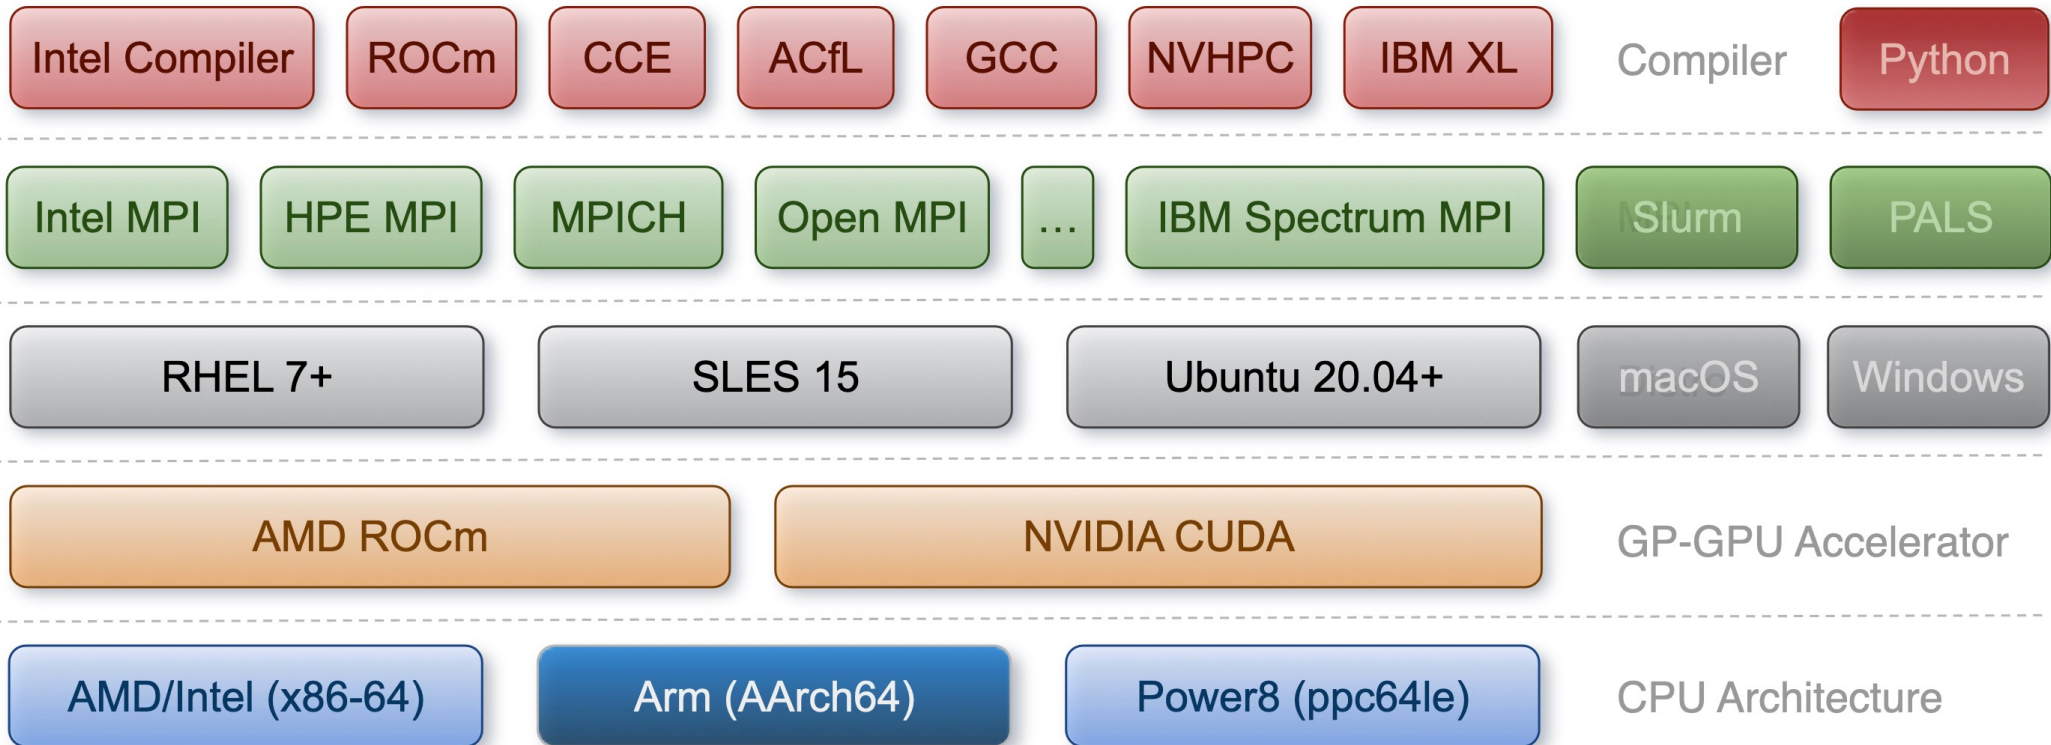 Intel Compiler ROCm CCE ACfL GCC NVHPC IBM XL Compiler Python
Intel MPI HPE MPI MPICH Open MPI ... IBM Spectrum MPI Slurm PALS
RHEL 7+ SLES 15 Ubuntu 20.04+ macOS Windows
AMD ROCm NVIDIA CUDA GP-GPU Accelerator
AMD/Intel (x86-64) Arm (AArch64) Power8 (ppc64le) CPU Architecture